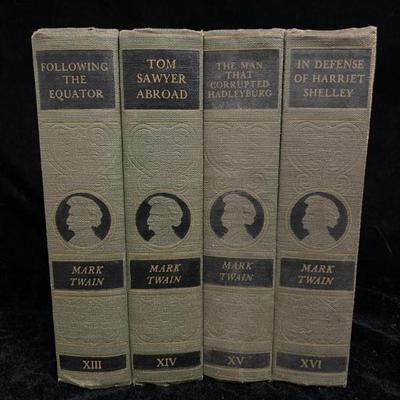 FOLLOWING
THE
EQUATOR
MARK
TWAIN
XIII
TOM
SAWYER
ABROAD
MARK
TWAIN
XIV
THE MAN
THAT
CORRUPTED
HADLEYBURG
MARK
TWAIN
XV
IN DEFENSE
OF HARRIET
SHELLEY
MARK
TWAIN
XVI